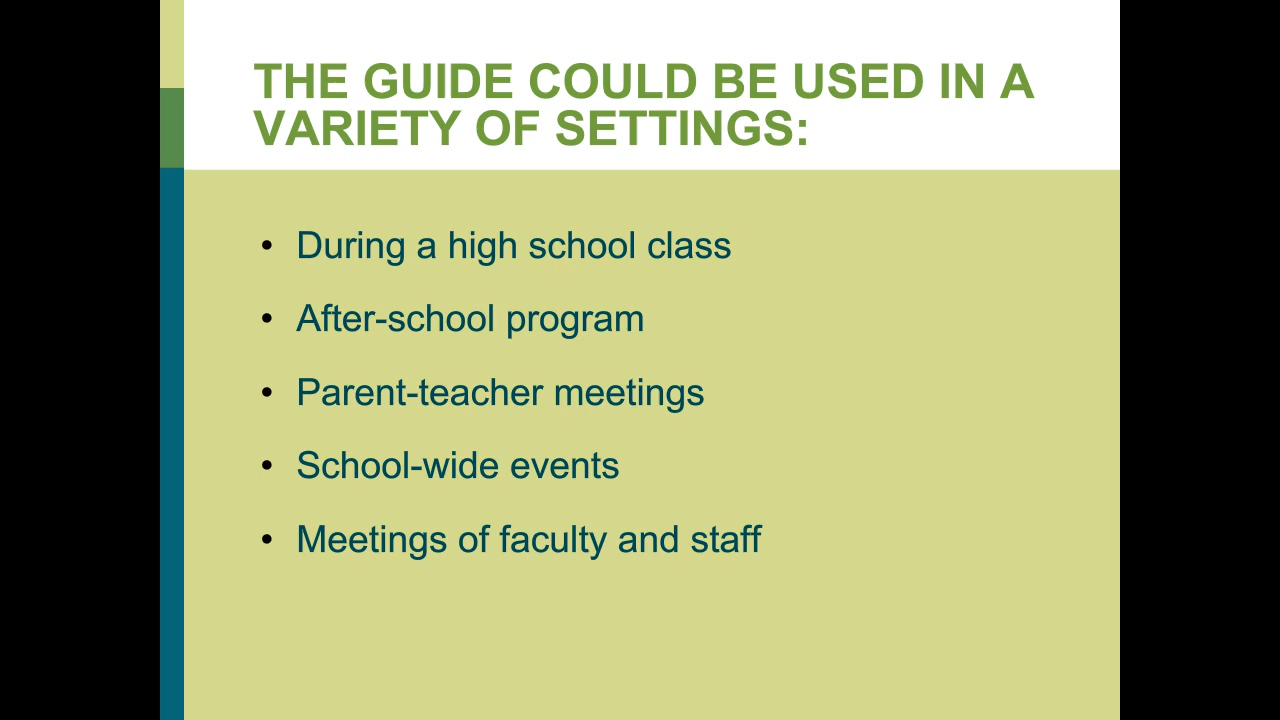 THE GUIDE COULD BE USED IN A
VARIETY OF SETTINGS:
• During a high school class
• After-school program
• Parent-teacher meetings
• School-wide events
• Meetings of faculty and staff